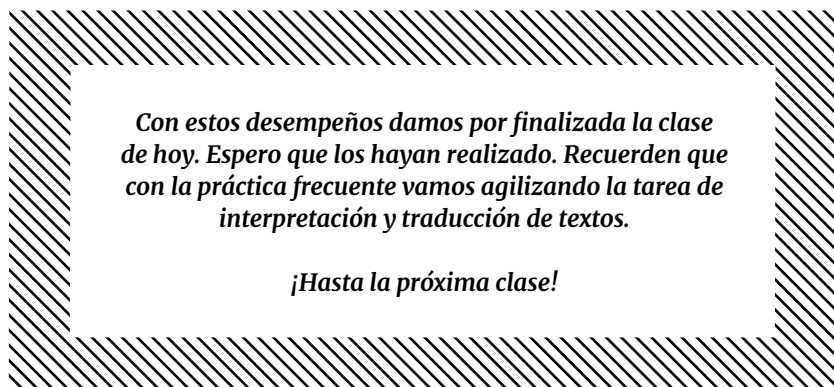 Con estos desempeños damos por finalizada la clase
de hoy. Espero que los hayan realizado. Recuerden que
con la práctica frecuente vamos agilizando la tarea de
interpretación y traducción de textos.
¡Hasta la próxima clase!